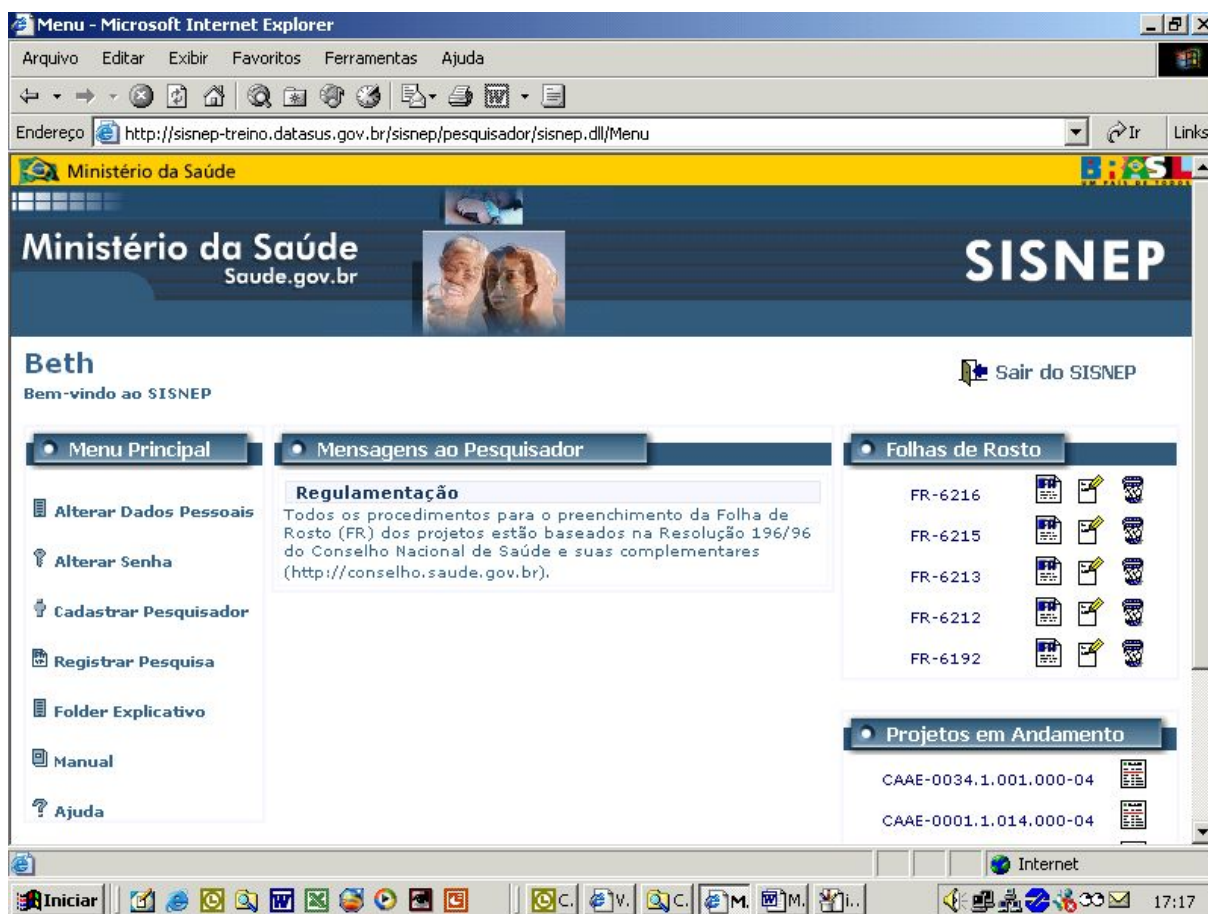 Menu - Microsoft Internet Explorer
Arquivo Editar Exibir Favoritos Ferramentas Ajuda
Endereço http://sisnep-treino.datasus.gov.br/sisnep/pesquisador/sisnep.dll/Menu Ir Links
Ministério da Saúde BRASIL
UM PAÍS DE TODOS
Ministério da Saúde
Saude.gov.br
SISNEP
Beth
Bem-vindo ao SISNEP
Sair do SISNEP
Menu Principal
Alterar Dados Pessoais
Alterar Senha
Cadastrar Pesquisador
Registrar Pesquisa
Folder Explicativo
Manual
Ajuda
Mensagens ao Pesquisador
Regulamentação
Todos os procedimentos para o preenchimento da Folha de
Rosto (FR) dos projetos estão baseados na Resolução 196/96
do Conselho Nacional de Saúde e suas complementares
(http://conselho.saude.gov.br).
Folhas de Rosto
FR-6216
FR-6215
FR-6213
FR-6212
FR-6192
Projetos em Andamento
CAAE-0034.1.001.000-04
CAAE-0001.1.014.000-04
Internet
Iniciar C. V. C. M. M. i.. 17:17